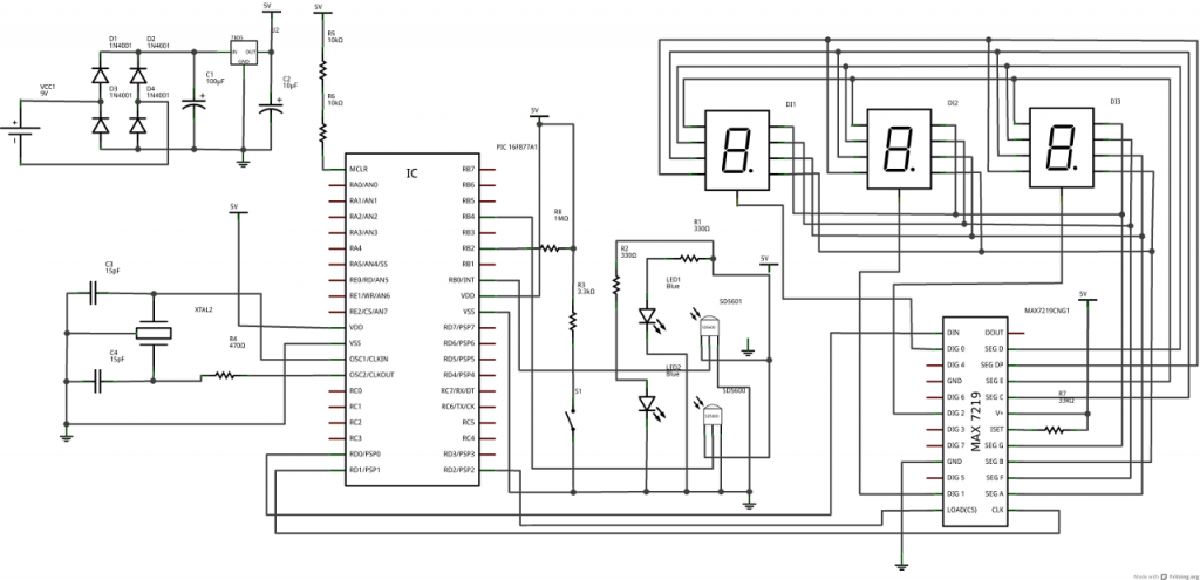 5V
5V
J2
D1
1N4001
D2
1N4001
7805
IN
OUT
GND
R5
10kΩ
VCC1
9V
D3
1N4001
D4
1N4001
C1
100µF
C2
10µF
R6
10kΩ
5V
PIC 16F877A1
IC
MCLR
RA0/AN0
RA1/AN1
RA2/AN2
RA3/AN3
RA4
RA5/AN4/SS
RE0/RD/AN5
RE1/WR/AN6
RE2/CS/AN7
VDD
VSS
OSC1/CLKIN
OSC2/CLKOUT
RC0
RC1
RC2
RC3
RD0/PSP0
RD1/PSP1
RB7
RB6
RB5
RB4
RB3
RB2
RB1
RB0/INT
VDD
VSS
RD7/PSP7
RD6/PSP6
RD5/PSP5
RD4/PSP4
RC7/RX/DT
RC6/TX/CK
RC5
RC4
RD3/PSP3
RD2/PSP2
5V
C3
15pF
XTAL2
C4
15pF
R4
470Ω
1MΩ
R3
3.3kΩ
S1
R1
330Ω
R2
330Ω
LED1
Blue
LED2
Blue
5V
SDS601
SDS600
DI1
DI2
DI3
8.
8.
8.
5V
MAX7219CNG1
MAX 7219
DIN
DIG 0
DIG 4
GND
DIG 6
DIG 2
DIG 3
DIG 7
GND
DIG 5
DIG 1
LOAD(CS)
DOUT
SEG D
SEG DP
SEG E
SEG C
V+
ISET
SEG G
SEG B
SEG F
SEG A
CLK
R7
Made with
Fritzing.org